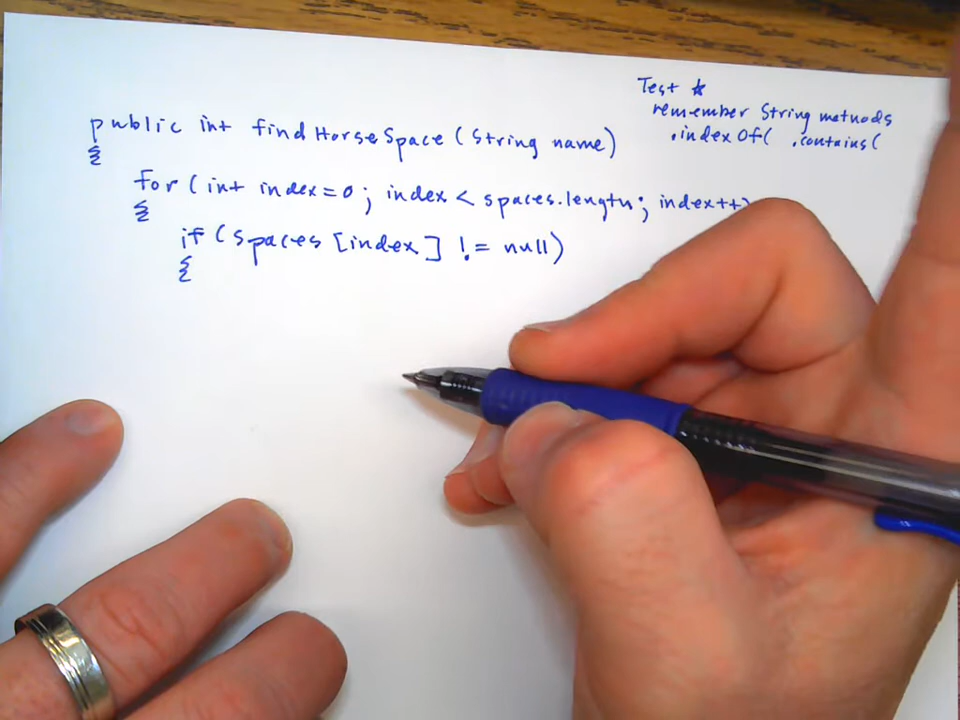 Test *
remember String methods
.indexOf( .contains(
public int findHorseSpace (String name)
{
for (int index=0; index < spaces.length; index++)
{
if (spaces [index] != null)
{